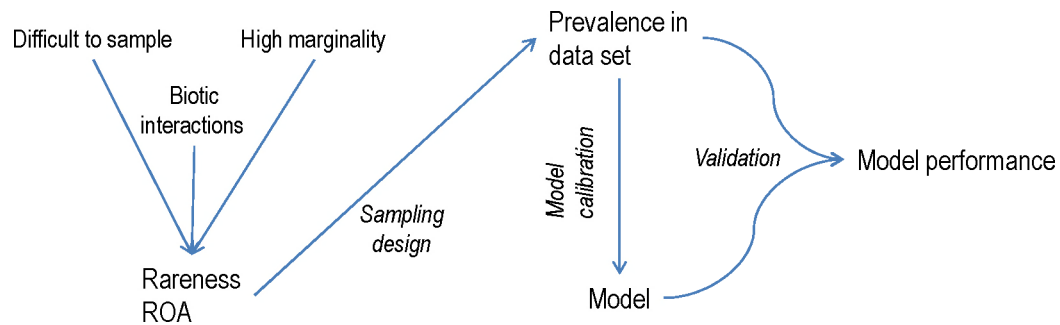 Difficult to sample
High marginality
Biotic
interactions
Rareness
ROA
Sampling
design
Prevalence in
data set
Model
calibration
Model
Validation
Model performance